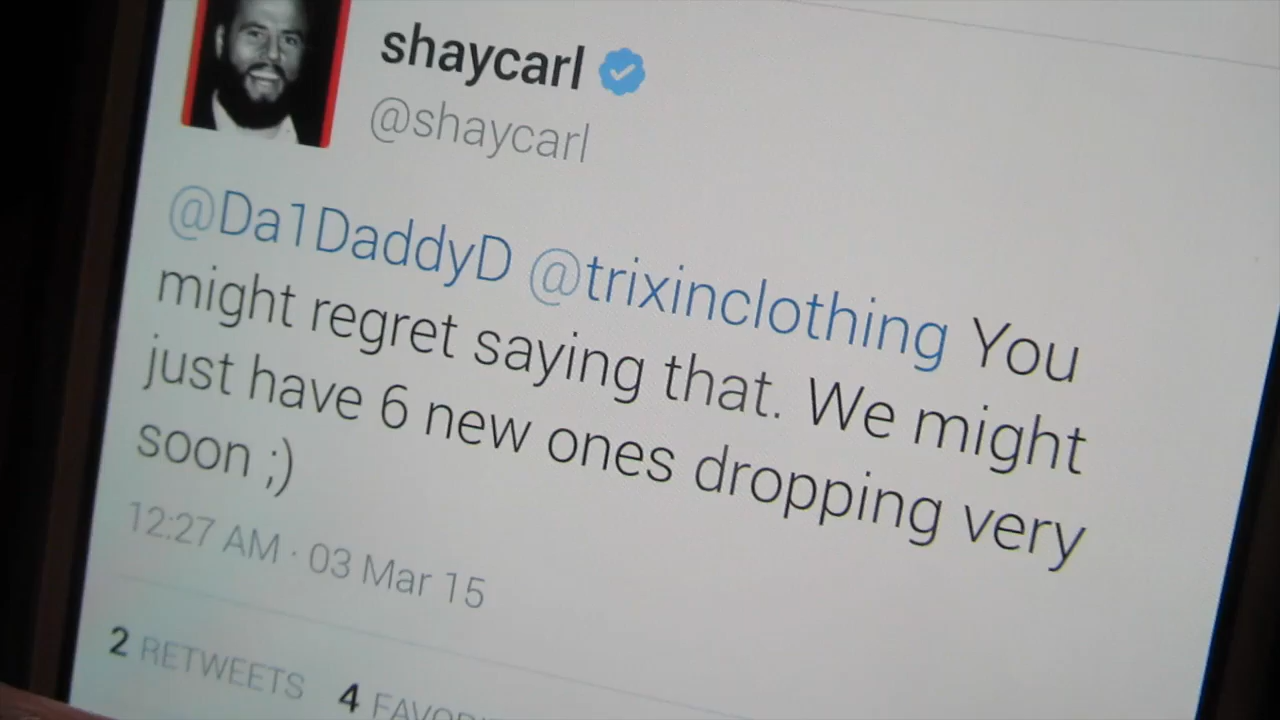 shaycarl
@shaycarl
@Da1DaddyD @trixinclothing You
might regret saying that. We might
just have 6 new ones dropping very
soon ;)
12:27 AM · 03 Mar 15
2 RETWEETS 4